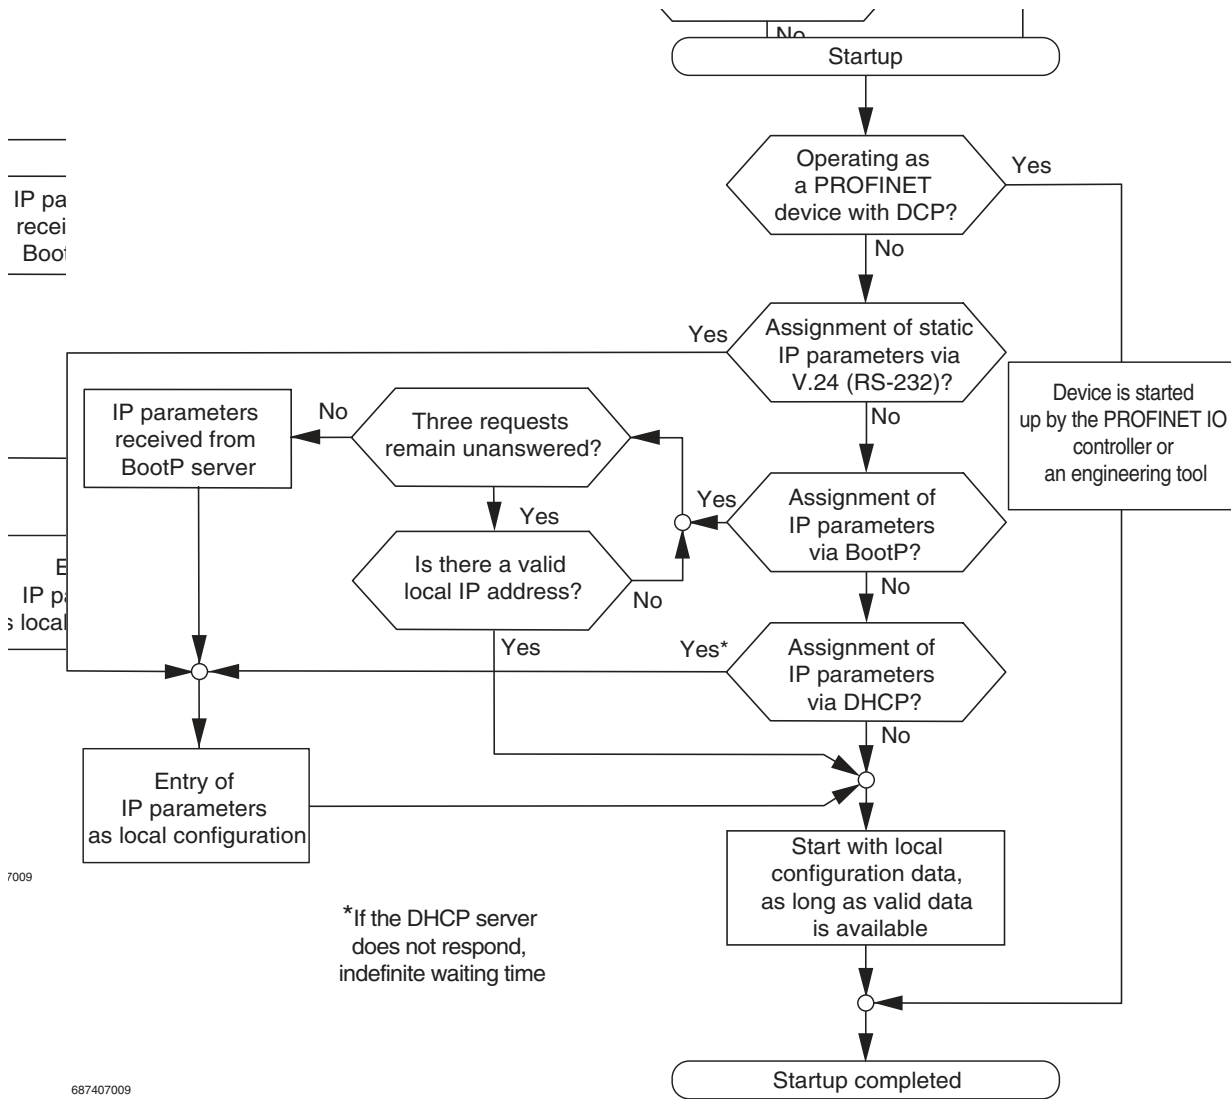 No
Startup
Operating as
a PROFINET
device with DCP?
Yes
No
IP pa
recei
Boot
Assignment of static
IP parameters via
V.24 (RS-232)?
Yes
No
Device is started
up by the PROFINET IO
controller or
an engineering tool
IP parameters
received from
BootP server
No
Three requests
remain unanswered?
Yes
Yes
Assignment of
IP parameters
via BootP?
No
Is there a valid
local IP address?
No
Yes
E
IP pa
s local
Yes*
Assignment of
IP parameters
via DHCP?
No
Entry of
IP parameters
as local configuration
Start with local
configuration data,
as long as valid data
is available
7009
*If the DHCP server
does not respond,
indefinite waiting time
Startup completed
687407009